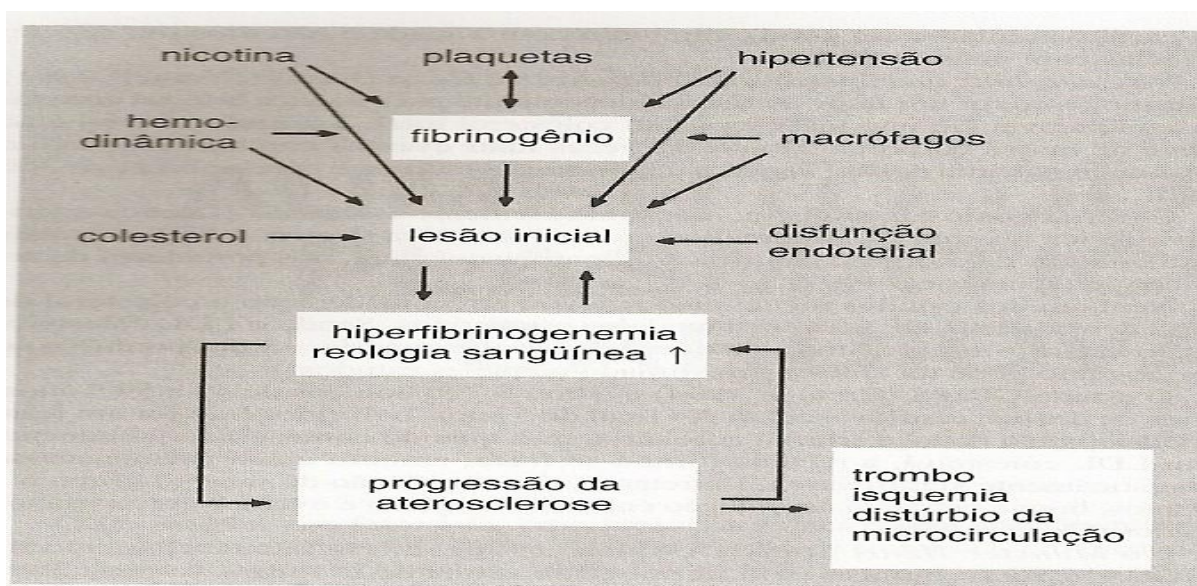 nicotina
plaquetas
hipertensão
hemo-
dinâmica
fibrinogênio
macrófagos
colesterol
lesão inicial
disfunção
endotelial
hiperfibrinogenemia
reologia sangüínea ↑
progressão da
aterosclerose
trombo
isquemia
distúrbio da
microcirculação